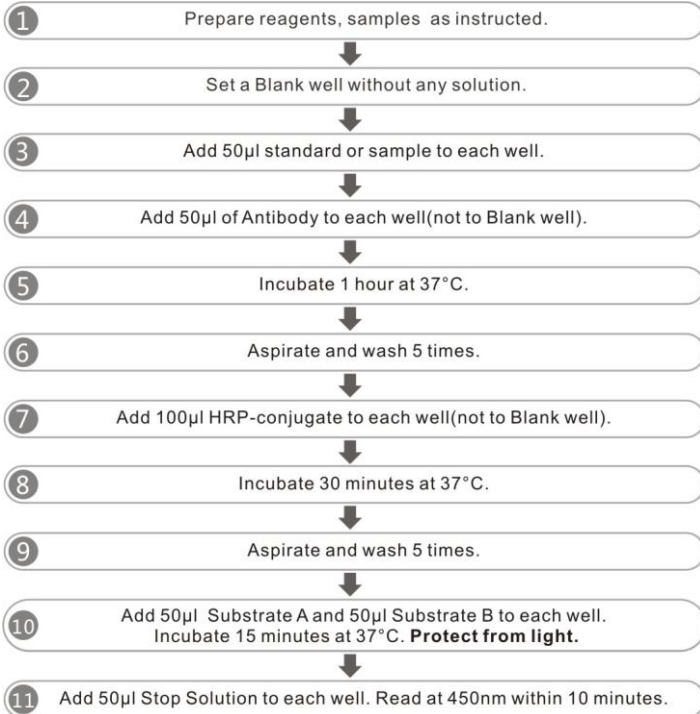 1 Prepare reagents, samples as instructed.
2 Set a Blank well without any solution.
3 Add 50μl standard or sample to each well.
4 Add 50μl of Antibody to each well(not to Blank well).
5 Incubate 1 hour at 37°C.
6 Aspirate and wash 5 times.
7 Add 100μl HRP-conjugate to each well(not to Blank well).
8 Incubate 30 minutes at 37°C.
9 Aspirate and wash 5 times.
10 Add 50μl Substrate A and 50μl Substrate B to each well.
Incubate 15 minutes at 37°C. Protect from light.
11 Add 50μl Stop Solution to each well. Read at 450nm within 10 minutes.